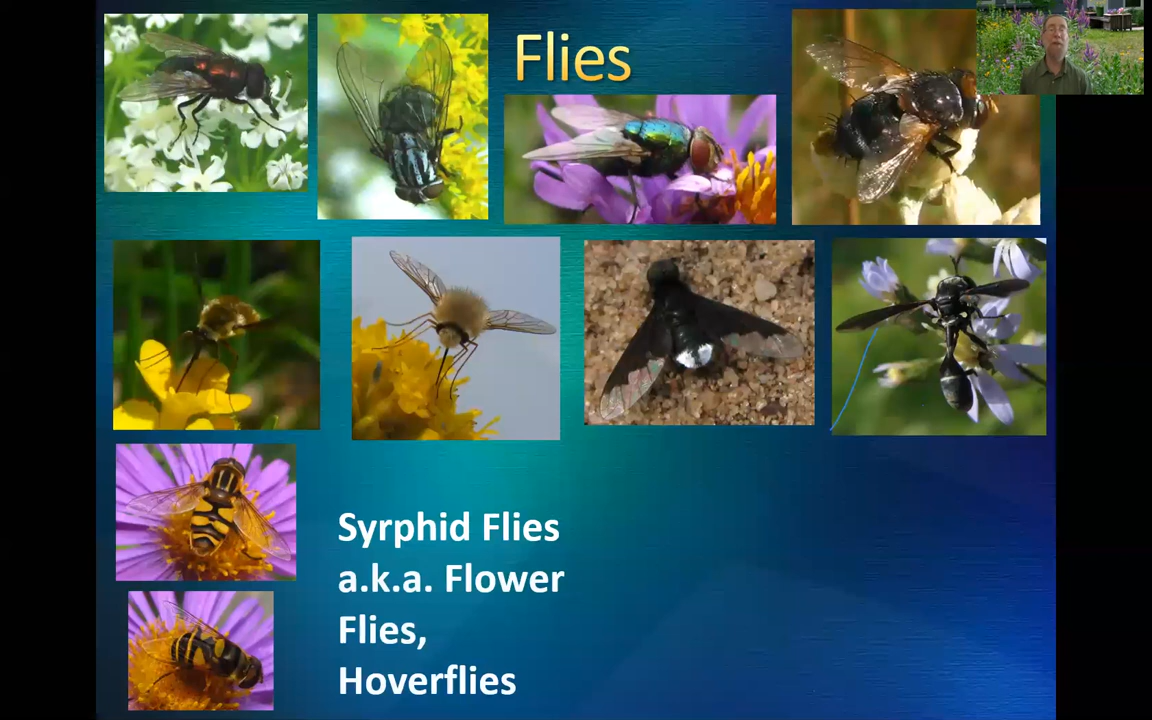 Flies
Syrphid Flies
a.k.a. Flower
Flies,
Hoverflies